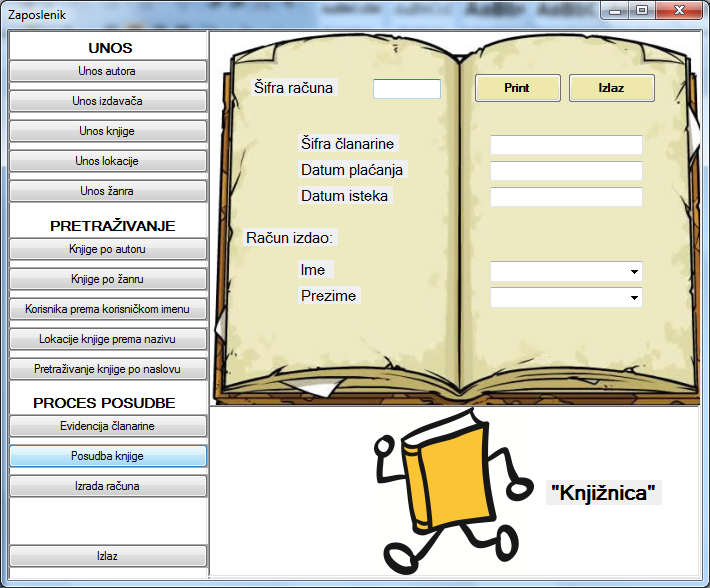 Zaposlenik
UNOS
Unos autora
Unos izdavača
Unos knjige
Unos lokacije
Unos žanra
PRETRAŽIVANJE
Knjige po autoru
Knjige po žanru
Korisnika prema korisničkom imenu
Lokacije knjige prema nazivu
Pretraživanje knjige po naslovu
PROCES POSUDBE
Evidencija članarine
Posudba knjige
Izrada računa
Izlaz
Šifra računa
Print
Izlaz
Šifra članarine
Datum plaćanja
Datum isteka
Račun izdao:
Ime
Prezime
"Knjižnica"